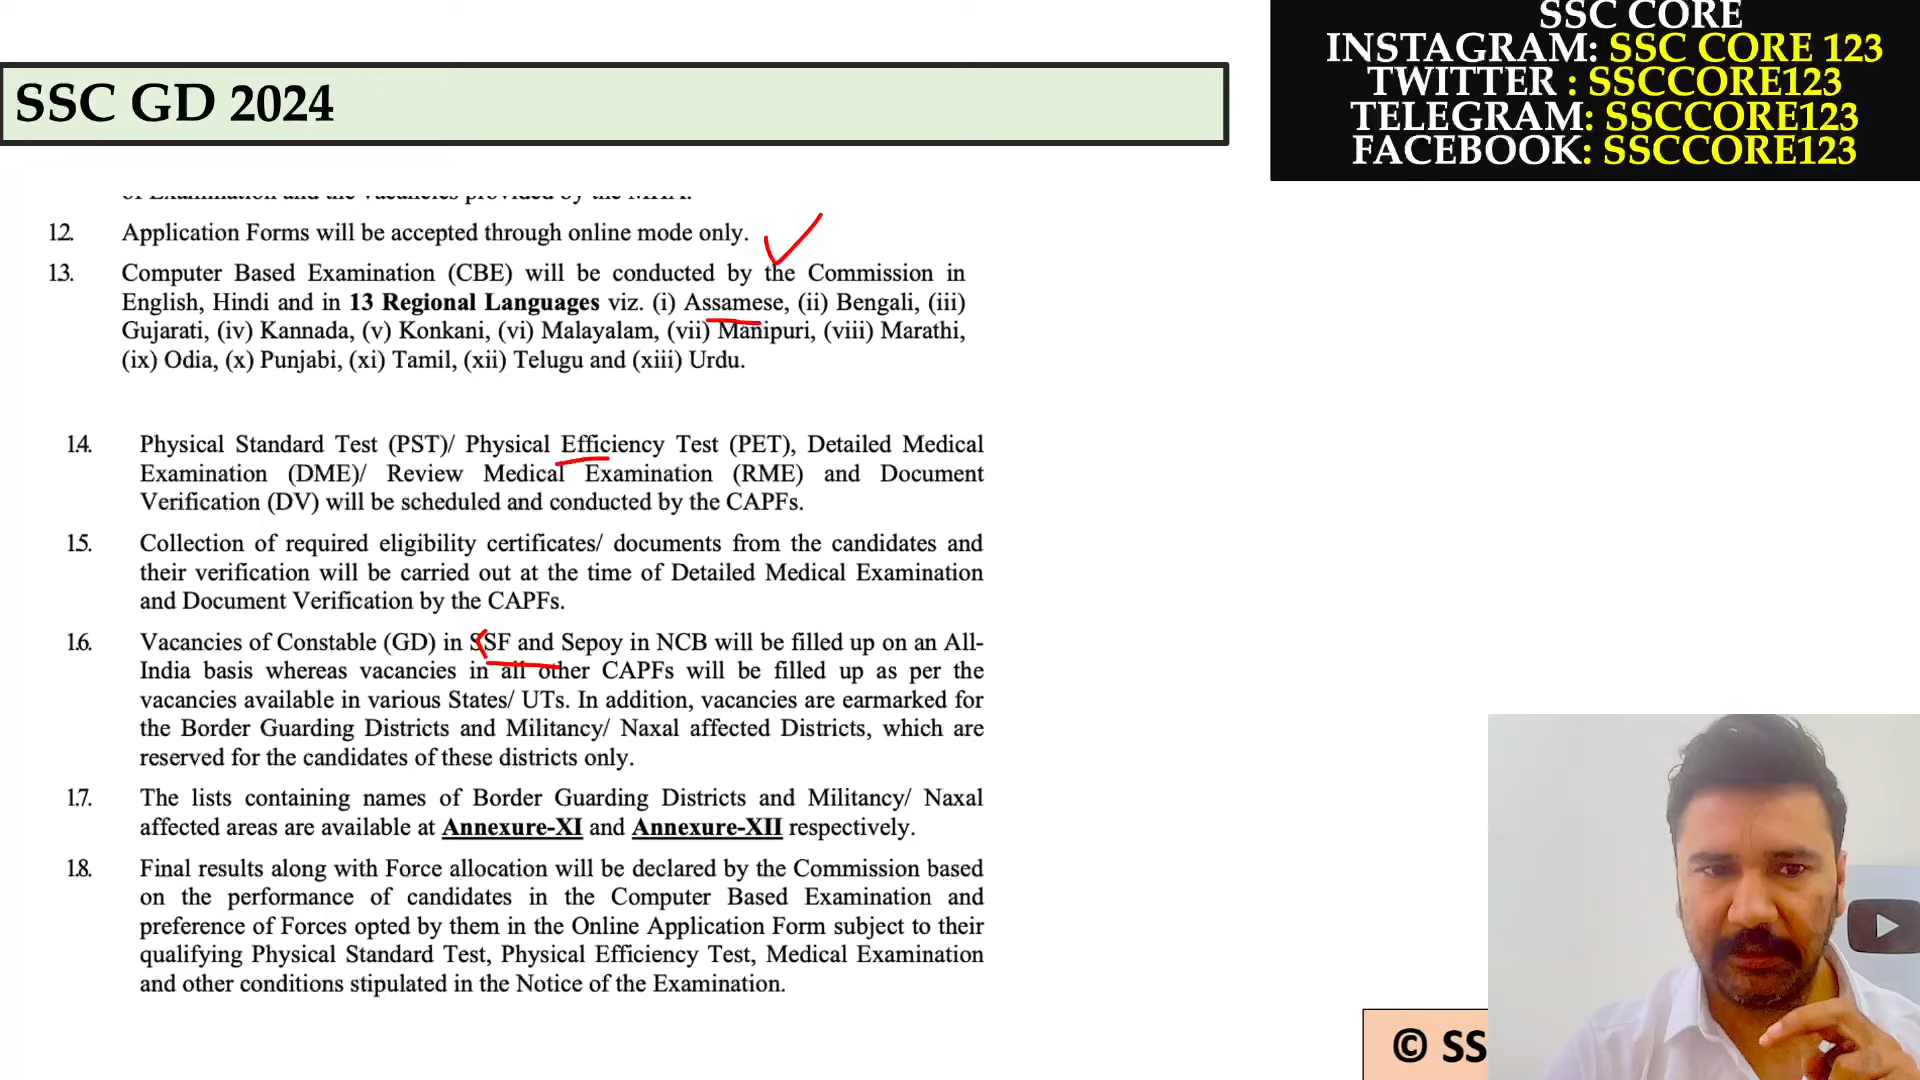 SSC CORE
INSTAGRAM: SSC CORE 123
TWITTER : SSCCORE123
TELEGRAM: SSCCORE123
FACEBOOK: SSCCORE123
SSC GD 2024
of Examination and the vacancies provided by the MHA.
12. Application Forms will be accepted through online mode only.
13. Computer Based Examination (CBE) will be conducted by the Commission in
English, Hindi and in 13 Regional Languages viz. (i) Assamese, (ii) Bengali, (iii)
Gujarati, (iv) Kannada, (v) Konkani, (vi) Malayalam, (vii) Manipuri, (viii) Marathi,
(ix) Odia, (x) Punjabi, (xi) Tamil, (xii) Telugu and (xiii) Urdu.
14. Physical Standard Test (PST)/ Physical Efficiency Test (PET), Detailed Medical
Examination (DME)/ Review Medical Examination (RME) and Document
Verification (DV) will be scheduled and conducted by the CAPFs.
15. Collection of required eligibility certificates/ documents from the candidates and
their verification will be carried out at the time of Detailed Medical Examination
and Document Verification by the CAPFs.
16. Vacancies of Constable (GD) in SSF and Sepoy in NCB will be filled up on an All-
India basis whereas vacancies in all other CAPFs will be filled up as per the
vacancies available in various States/ UTs. In addition, vacancies are earmarked for
the Border Guarding Districts and Militancy/ Naxal affected Districts, which are
reserved for the candidates of these districts only.
17. The lists containing names of Border Guarding Districts and Militancy/ Naxal
affected areas are available at Annexure-XI and Annexure-XII respectively.
18. Final results along with Force allocation will be declared by the Commission based
on the performance of candidates in the Computer Based Examination and
preference of Forces opted by them in the Online Application Form subject to their
qualifying Physical Standard Test, Physical Efficiency Test, Medical Examination
and other conditions stipulated in the Notice of the Examination.
© SS